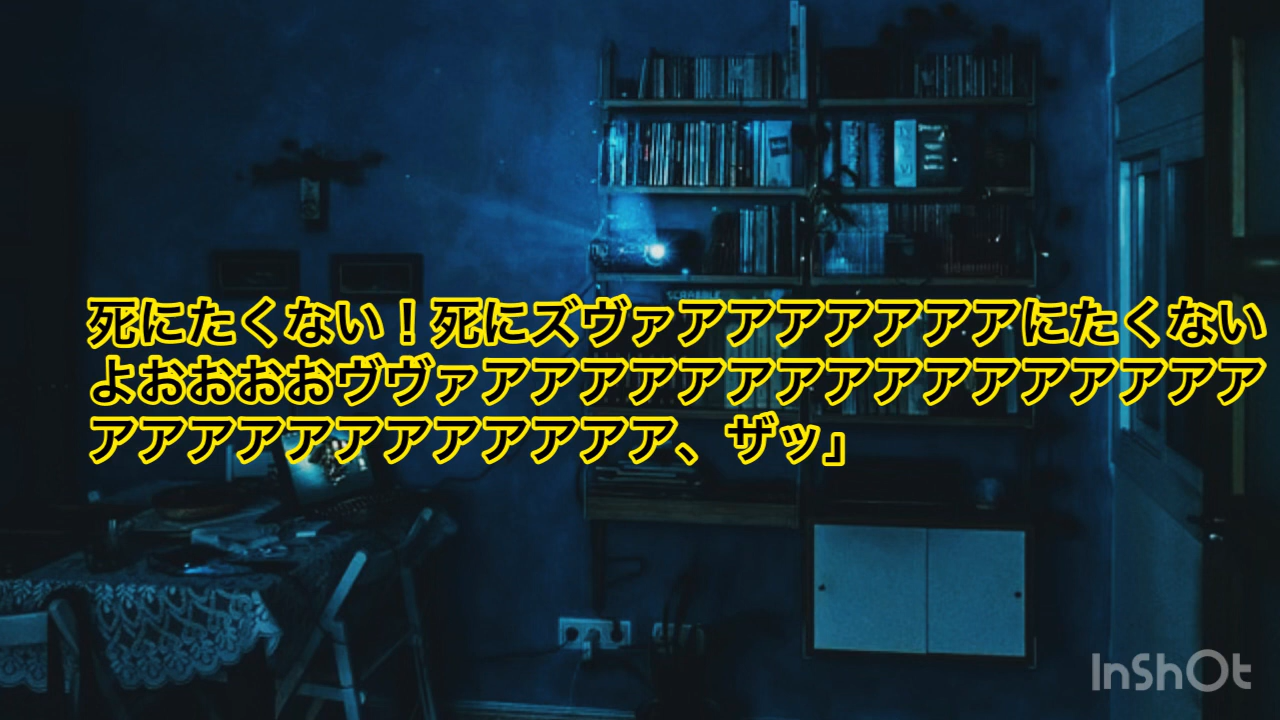 死にたくない！死にズヴァアアアアアアアにたくない
よおおおおヴヴァアアアアアアアアアアアアアアアア
アアアアアアアアアアアア、ザッ」
SCRABBLE
InShOt